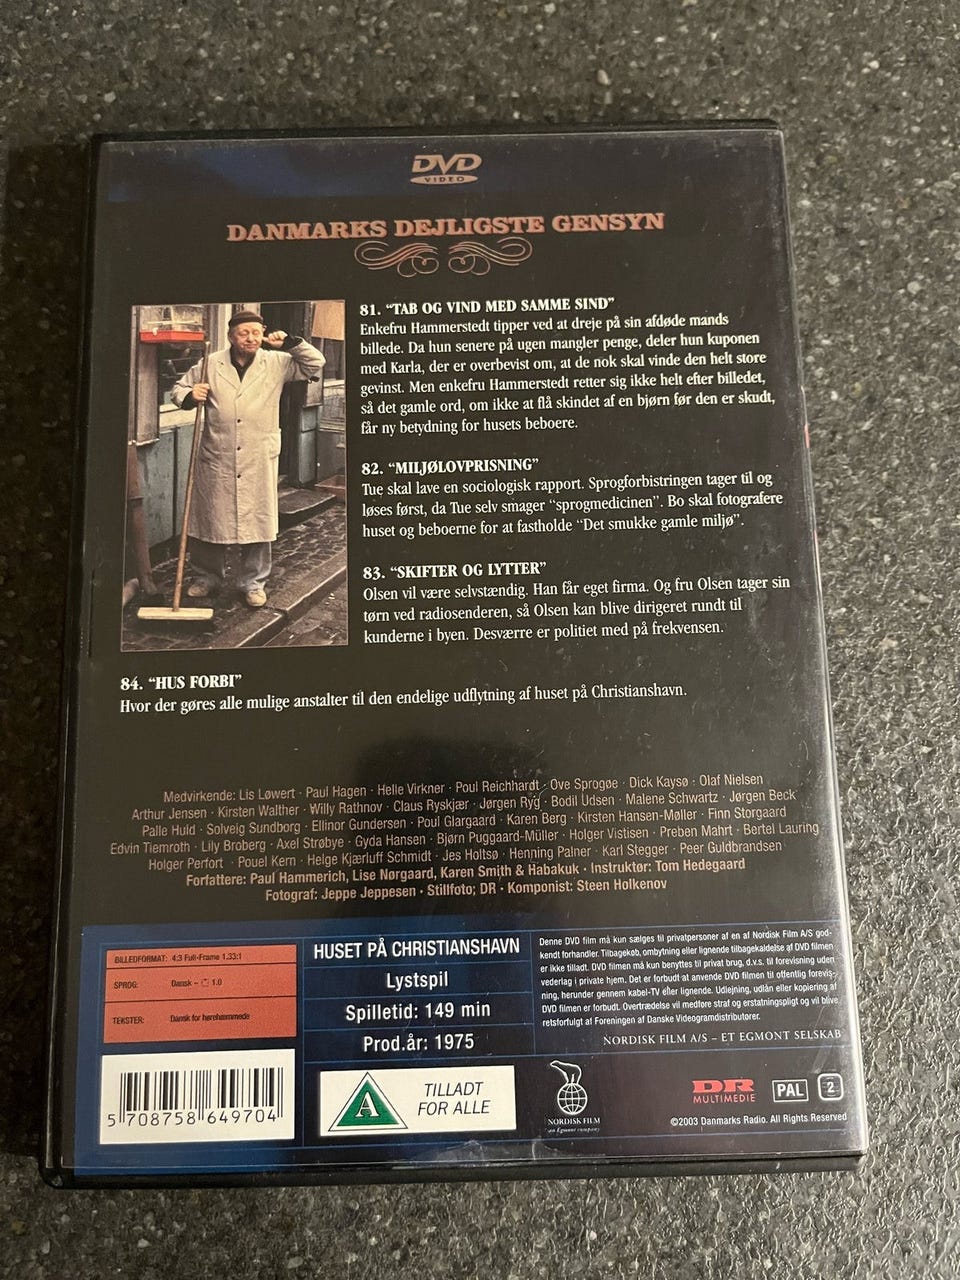 DVD
VIDEO
DANMARKS DEJLIGSTE GENSYN
81. “TAB OG VIND MED SAMME SIND”
Enkefru Hammerstedt tipper ved at dreje på sin afdøde mands
billede. Da hun senere på ugen mangler penge, deler hun kuponen
med Karla, der er overbevist om, at de nok skal vinde den helt store
gevinst. Men enkefru Hammerstedt retter sig ikke helt efter billedet,
så det gamle ord, om ikke at flå skindet af en bjørn før den er skudt,
får ny betydning for husets beboere.
82. “MILJØLOVPRISNING”
Tue skal lave en sociologisk rapport. Sprogforbistringen tager til og
løses først, da Tue selv smager “sprogmedicinen”. Bo skal fotografere
huset og beboerne for at fastholde “Det smukke gamle miljø”.
83. “SKIFTER OG LYTTER”
Olsen vil være selvstændig. Han får eget firma. Og fru Olsen tager sin
tørn ved radiosenderen, så Olsen kan blive dirigeret rundt til
kunderne i byen. Desværre er politiet med på frekvensen.
84. “HUS FORBI”
Hvor der gøres alle mulige anstalter til den endelige udflytning af huset på Christianshavn.
Medvirkende: Lis Løwert · Paul Hagen · Helle Virkner · Poul Reichhardt · Ove Sprogøe · Dick Kaysø · Olaf Nielsen
Arthur Jensen · Kirsten Walther · Willy Rathnov · Claus Ryskjær · Jørgen Ryg · Bodil Udsen · Malene Schwartz · Jørgen Beck
Palle Huld · Solveig Sundborg · Ellinor Gundersen · Poul Glargaard · Karen Berg · Kirsten Hansen-Møller · Finn Storgaard
Edvin Tiemroth · Lily Broberg · Axel Strøbye · Gyda Hansen · Bjørn Puggaard-Müller · Holger Vistisen · Preben Mahrt · Bertel Lauring
Holger Perfort · Pouel Kern · Helge Kjærluff Schmidt · Jes Holtsø · Henning Palner · Karl Stegger · Peer Guldbrandsen
Forfattere: Paul Hammerich, Lise Nørgaard, Karen Smith & Habakuk · Instruktør: Tom Hedegaard
Fotograf: Jeppe Jeppesen · Stillfoto; DR · Komponist: Steen Holkenov
BILLEDFORMAT: 4:3 Full-Frame 1.33:1
SPROG: Dansk – 1.0
TEKSTER: Dansk for hørehæmmede
HUSET PÅ CHRISTIANSHAVN
Lystspil
Spilletid: 149 min
Prod.år: 1975
Denne DVD film må kun sælges til privatpersoner af en af Nordisk Film A/S god-
kendt forhandler. Tilbagekøb, ombytning eller lignende tilbagekaldelse af DVD filmen
er ikke tilladt. DVD filmen må kun benyttes til privat brug, d.v.s. til forevisning uden
vederlag i private hjem. Det er forbudt at anvende DVD filmen til offentlig forevis-
ning, herunder gennem kabel-TV eller lignende. Udlejning, udlån eller kopiering af
DVD filmen er forbudt. Overtrædelse vil medføre straf og erstatningspligt og vil blive
retsforfulgt af Foreningen af Danske Videogramdistributører.
NORDISK FILM A/S – ET EGMONT SELSKAB
5 708758 649704
A
TILLADT
FOR ALLE
NORDISK FILM
an Egmont company
DR
MULTIMEDIE
PAL
2
©2003 Danmarks Radio. All Rights Reserved